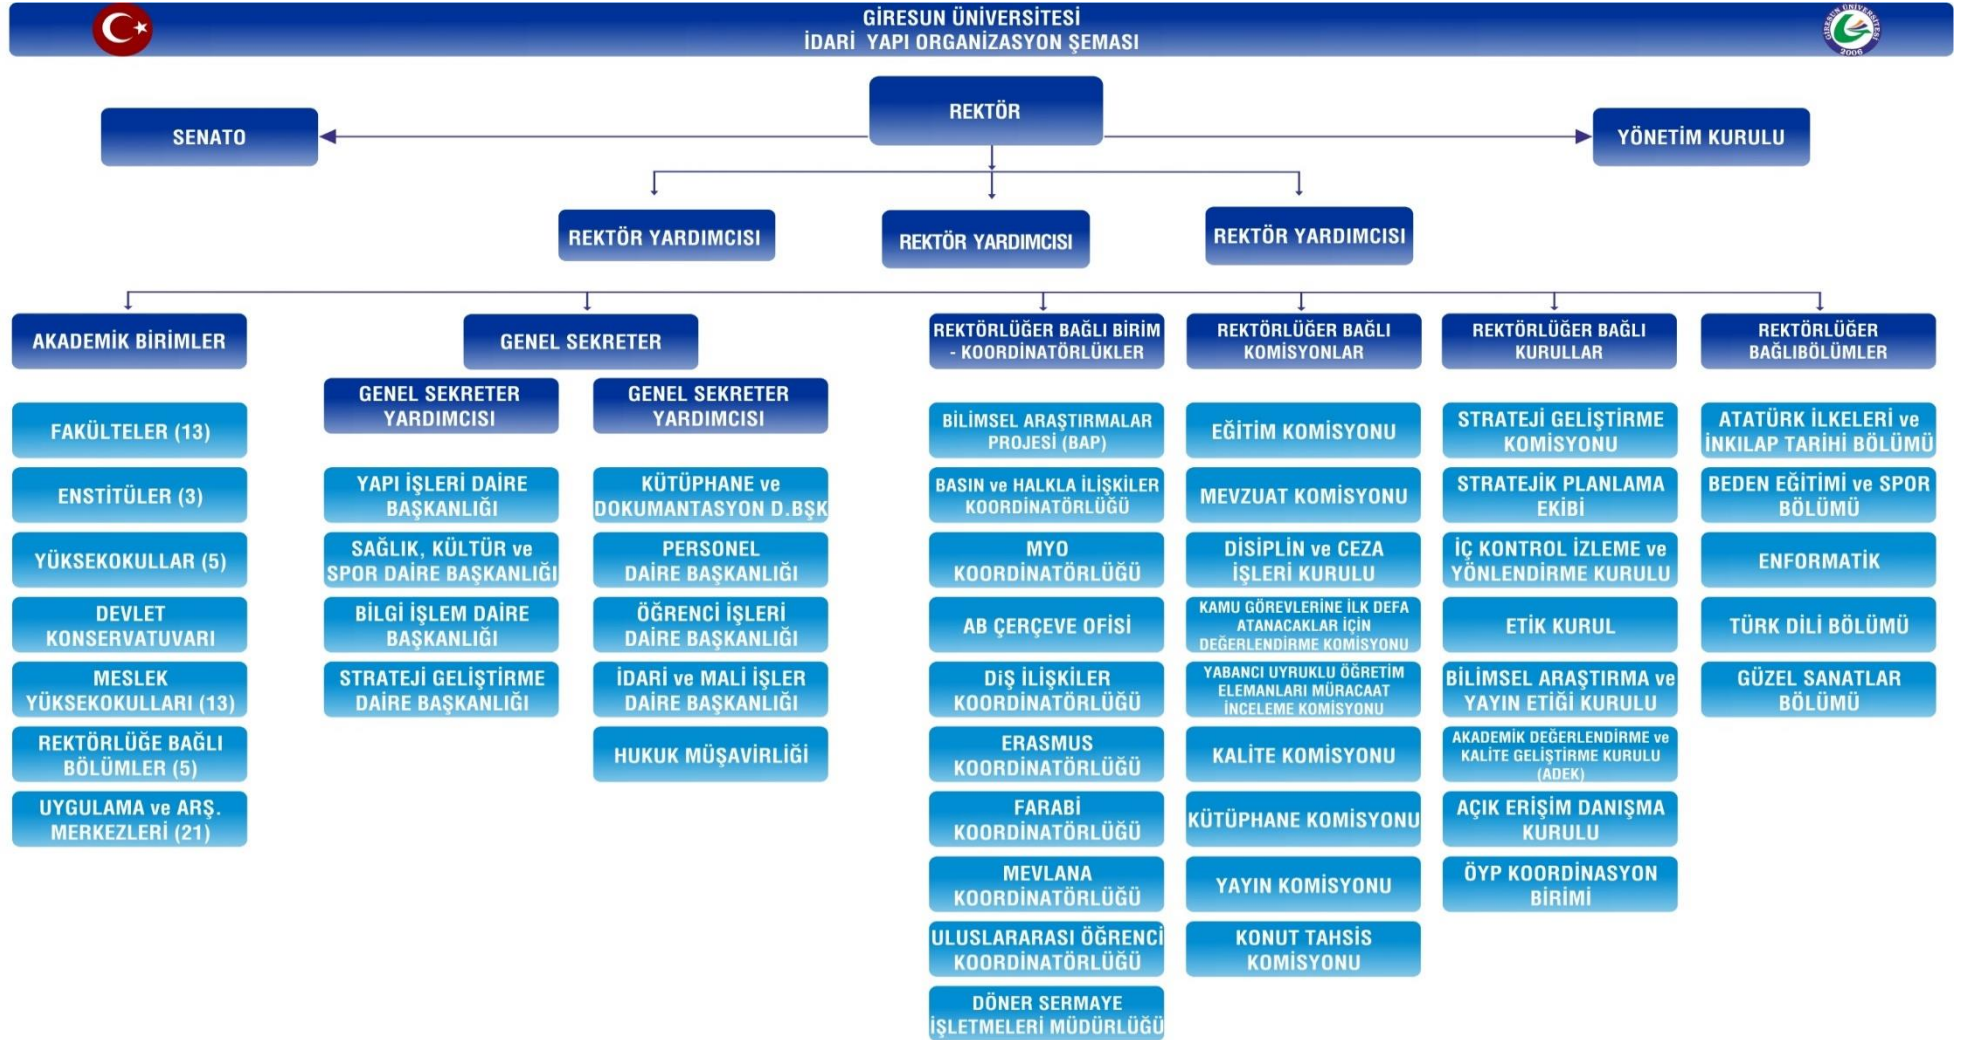 GİRESUN ÜNİVERSİTESİ
İDARİ YAPI ORGANİZASYON ŞEMASI
GİRESUN ÜNİVERSİTESİ
2006
REKTÖR
SENATO
YÖNETİM KURULU
REKTÖR YARDIMCISI
REKTÖR YARDIMCISI
REKTÖR YARDIMCISI
AKADEMİK BİRİMLER
FAKÜLTELER (13)
ENSTİTÜLER (3)
YÜKSEKOKULLAR (5)
DEVLET
KONSERVATUVARI
MESLEK
YÜKSEKOKULLARI (13)
REKTÖRLÜĞE BAĞLI
BÖLÜMLER (5)
UYGULAMA ve ARŞ.
MERKEZLERİ (21)
GENEL SEKRETER
GENEL SEKRETER
YARDIMCISI
YAPI İŞLERİ DAİRE
BAŞKANLIĞI
SAĞLIK, KÜLTÜR ve
SPOR DAİRE BAŞKANLIĞI
BİLGİ İŞLEM DAİRE
BAŞKANLIĞI
STRATEJİ GELİŞTİRME
DAİRE BAŞKANLIĞI
GENEL SEKRETER
YARDIMCISI
KÜTÜPHANE ve
DOKUMANTASYON D.BŞK
PERSONEL
DAİRE BAŞKANLIĞI
ÖĞRENCİ İŞLERİ
DAİRE BAŞKANLIĞI
İDARİ ve MALİ İŞLER
DAİRE BAŞKANLIĞI
HUKUK MÜŞAVİRLİĞİ
REKTÖRLÜĞER BAĞLI BİRİM
- KOORDİNATÖRLÜKLER
BİLİMSEL ARAŞTIRMALAR
PROJESİ (BAP)
BASIN ve HALKLA İLİŞKİLER
KOORDİNATÖRLÜĞÜ
MYO
KOORDİNATÖRLÜĞÜ
AB ÇERÇEVE OFİSİ
DiŞ İLİŞKİLER
KOORDİNATÖRLÜĞÜ
ERASMUS
KOORDİNATÖRLÜĞÜ
FARABİ
KOORDİNATÖRLÜĞÜ
MEVLANA
KOORDİNATÖRLÜĞÜ
ULUSLARARASI ÖĞRENCİ
KOORDİNATÖRLÜĞÜ
DÖNER SERMAYE
İŞLETMELERİ MÜDÜRLÜĞÜ
REKTÖRLÜĞER BAĞLI
KOMİSYONLAR
EĞİTİM KOMİSYONU
MEVZUAT KOMİSYONU
DİSİPLİN ve CEZA
İŞLERİ KURULU
KAMU GÖREVLERİNE İLK DEFA
ATANACAKLAR İÇİN
DEĞERLENDİRME KOMİSYONU
YABANCI UYRUKLU ÖĞRETİM
ELEMANLARI MÜRACAAT
İNCELEME KOMİSYONU
KALİTE KOMİSYONU
KÜTÜPHANE KOMİSYONU
YAYIN KOMİSYONU
KONUT TAHSİS
KOMİSYONU
REKTÖRLÜĞER BAĞLI
KURULLAR
STRATEJİ GELİŞTİRME
KOMİSYONU
STRATEJİK PLANLAMA
EKİBİ
İÇ KONTROL İZLEME ve
YÖNLENDİRME KURULU
ETİK KURUL
BİLİMSEL ARAŞTIRMA ve
YAYIN ETİĞİ KURULU
AKADEMİK DEĞERLENDİRME ve
KALİTE GELİŞTİRME KURULU
(ADEK)
AÇIK ERİŞİM DANIŞMA
KURULU
ÖYP KOORDİNASYON
BİRİMİ
REKTÖRLÜĞER
BAĞLIBÖLÜMLER
ATATÜRK İLKELERİ ve
İNKILAP TARİHİ BÖLÜMÜ
BEDEN EĞİTİMİ ve SPOR
BÖLÜMÜ
ENFORMATİK
TÜRK DİLİ BÖLÜMÜ
GÜZEL SANATLAR
BÖLÜMÜ